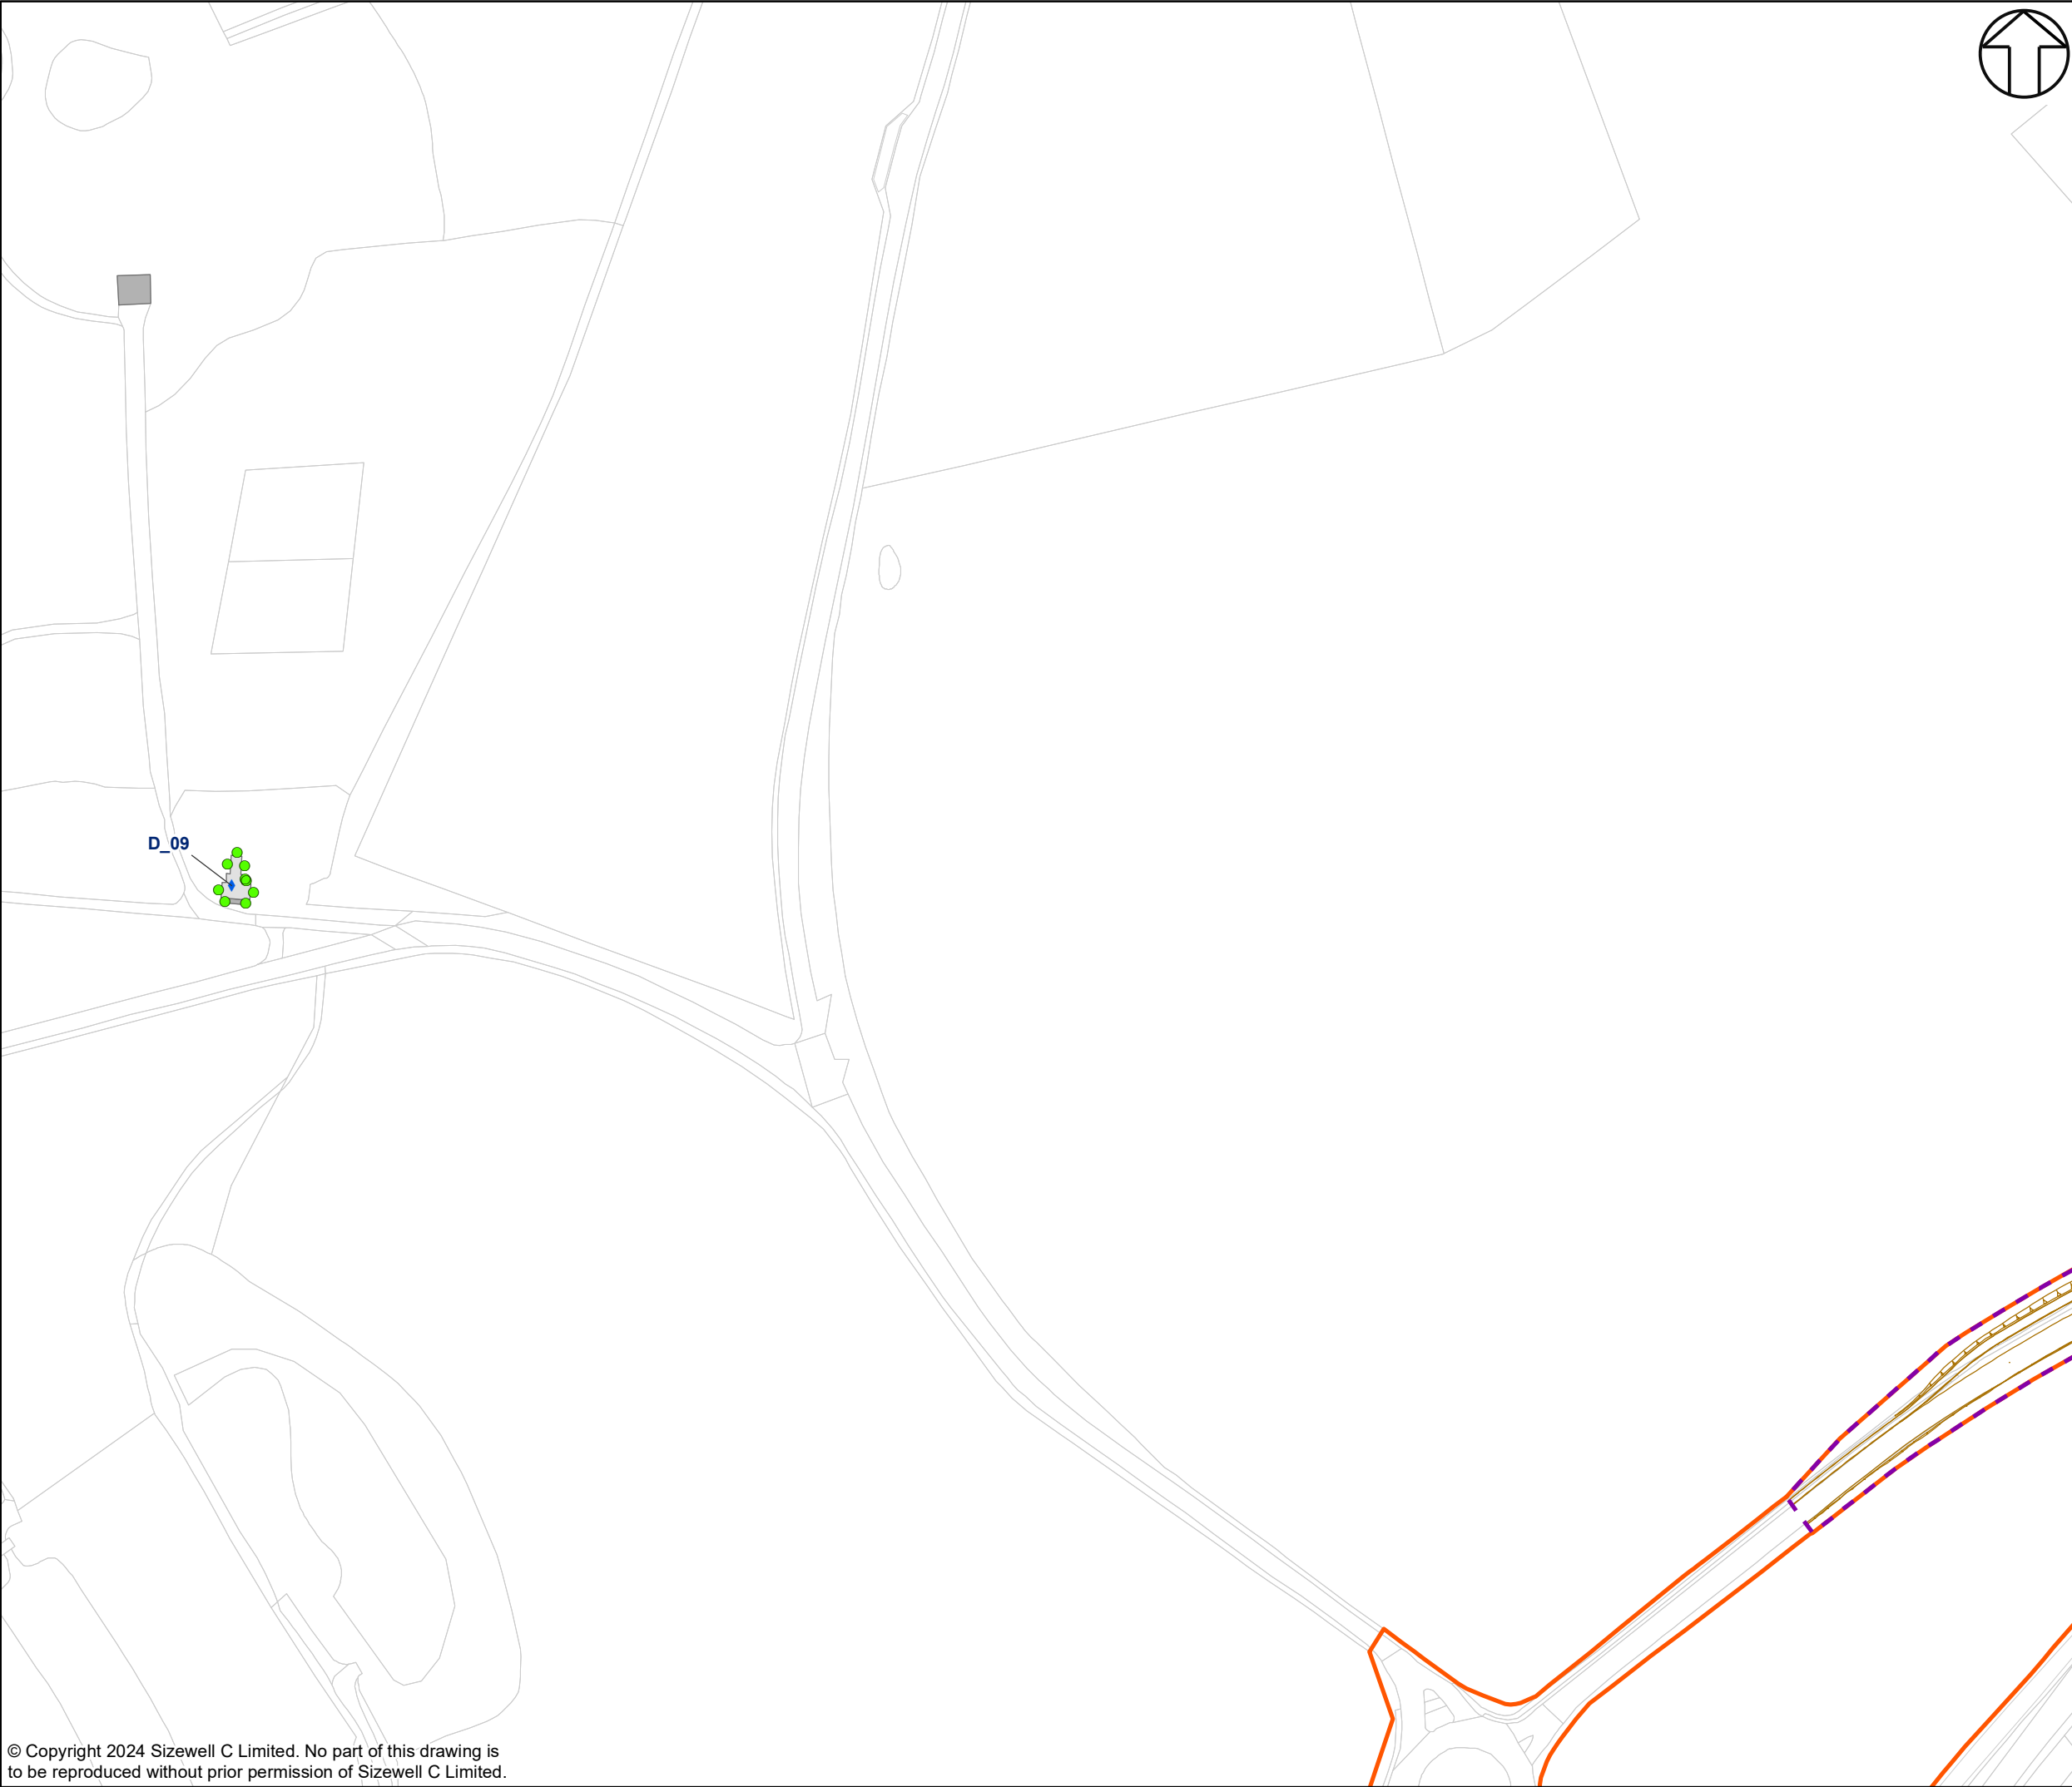 D_09
© Copyright 2024 Sizewell C Limited. No part of this drawing is
to be reproduced without prior permission of Sizewell C Limited.